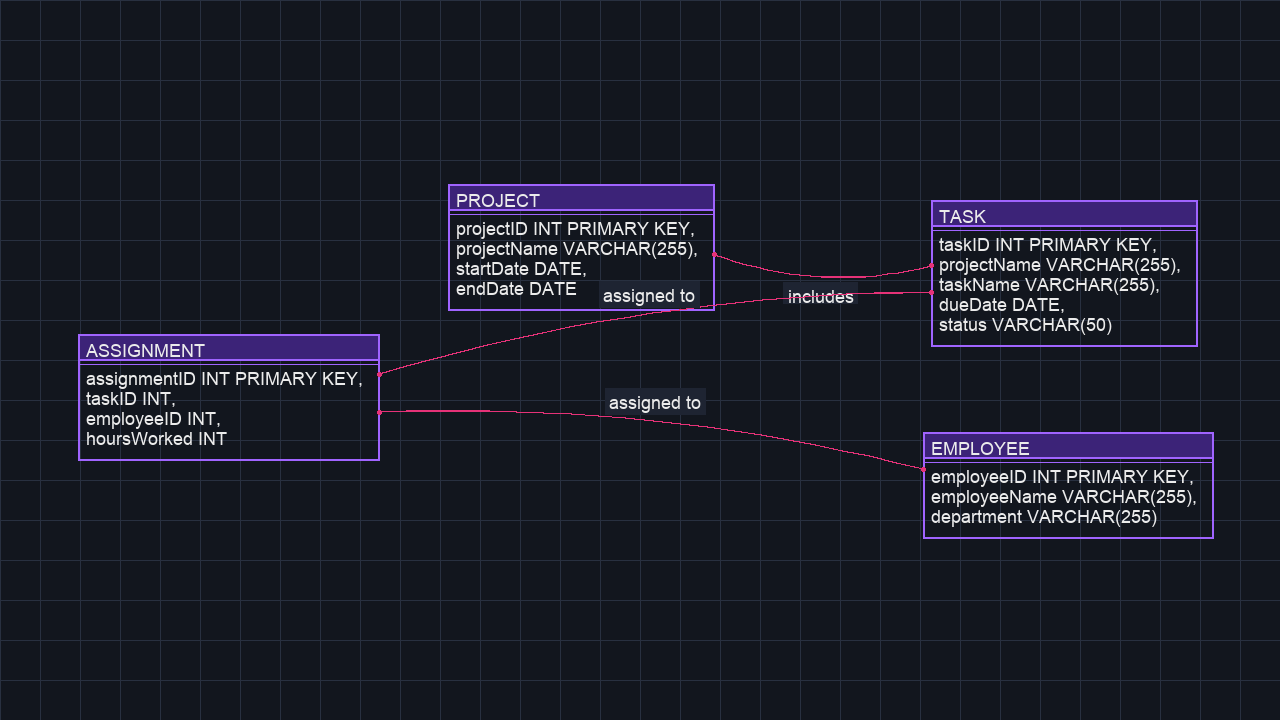 PROJECT
projectID INT PRIMARY KEY,
projectName VARCHAR(255),
startDate DATE,
endDate DATE
TASK
taskID INT PRIMARY KEY,
projectName VARCHAR(255),
taskName VARCHAR(255),
dueDate DATE,
status VARCHAR(50)
assigned to
includes
ASSIGNMENT
assignmentID INT PRIMARY KEY,
taskID INT,
employeeID INT,
hoursWorked INT
assigned to
EMPLOYEE
employeeID INT PRIMARY KEY,
employeeName VARCHAR(255),
department VARCHAR(255)